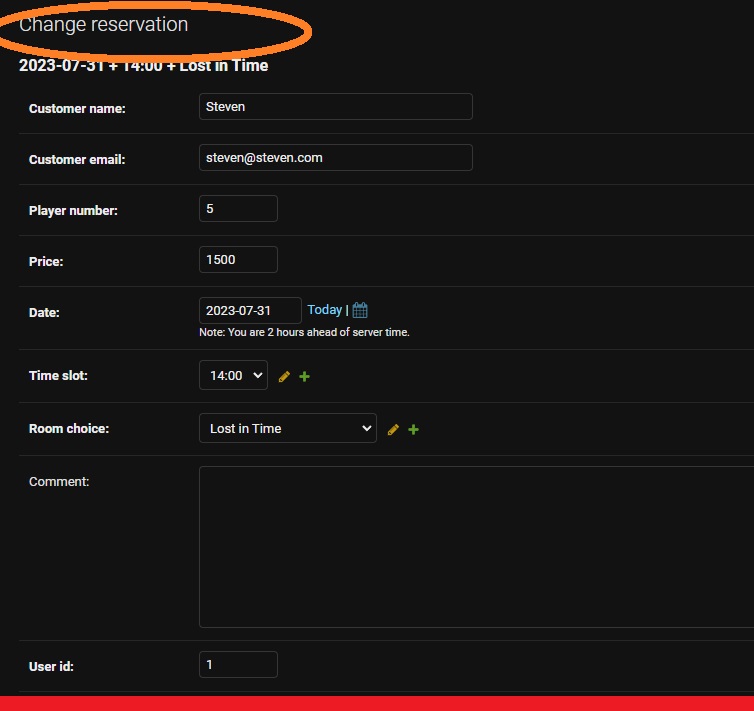 Change reservation
2023-07-31 + 14:00 + Lost in Time
Customer name: Steven
Customer email: steven@steven.com
Player number: 5
Price: 1500
Date: 2023-07-31 Today |
Note: You are 2 hours ahead of server time.
Time slot: 14:00
Room choice: Lost in Time
Comment:
User id: 1